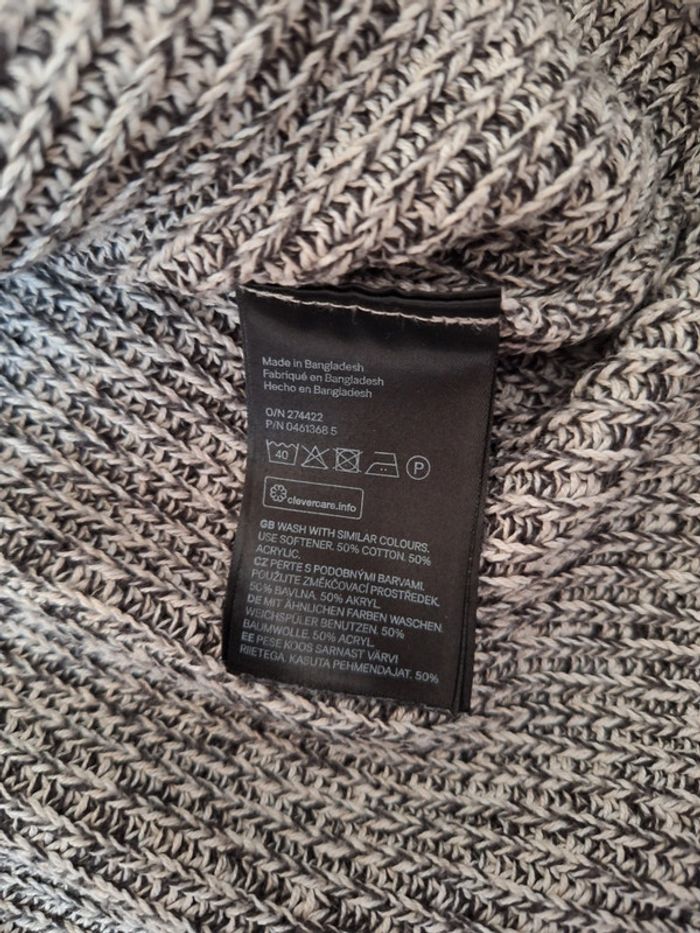 Made in Bangladesh
Fabriqué en Bangladesh
Hecho en Bangladesh
O/N 274422
P/N 0461368 5
40 P
clevercare.info
GB WASH WITH SIMILAR COLOURS.
USE SOFTENER. 50% COTTON. 50%
ACRYLIC.
CZ PERTE S PODOBNÝMI BARVAMI.
POUŽIJTE ZMĚKČOVACÍ PROSTŘEDEK.
50% BAVLNA. 50% AKRYL.
DE MIT ÄHNLICHEN FARBEN WASCHEN.
WEICHSPÜLER BENUTZEN. 50%
BAUMWOLLE. 50% ACRYL.
EE PESE KOOS SARNAST VÄRVI
RIIETEGA. KASUTA PEHMENDAJAT. 50%